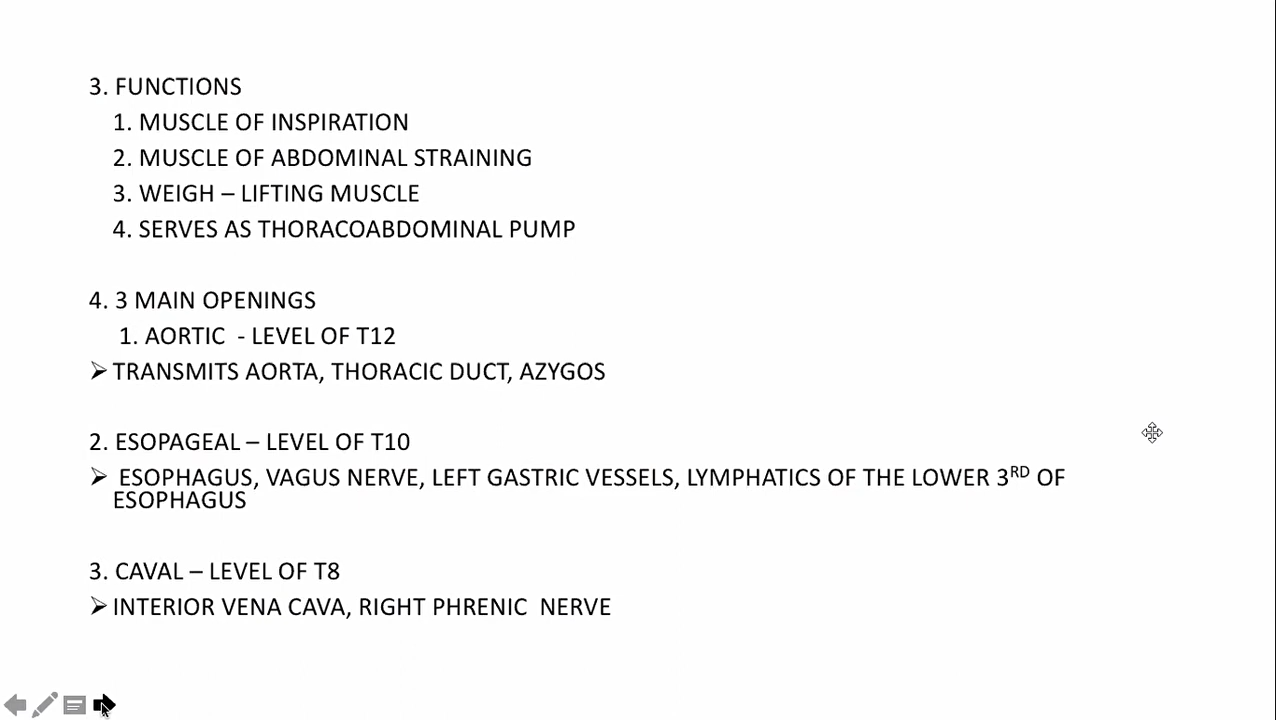 3. FUNCTIONS
1. MUSCLE OF INSPIRATION
2. MUSCLE OF ABDOMINAL STRAINING
3. WEIGH – LIFTING MUSCLE
4. SERVES AS THORACOABDOMINAL PUMP
4. 3 MAIN OPENINGS
1. AORTIC - LEVEL OF T12
➢ TRANSMITS AORTA, THORACIC DUCT, AZYGOS
2. ESOPAGEAL – LEVEL OF T10
➢ ESOPHAGUS, VAGUS NERVE, LEFT GASTRIC VESSELS, LYMPHATICS OF THE LOWER 3RD OF
ESOPHAGUS
3. CAVAL – LEVEL OF T8
➢ INTERIOR VENA CAVA, RIGHT PHRENIC NERVE